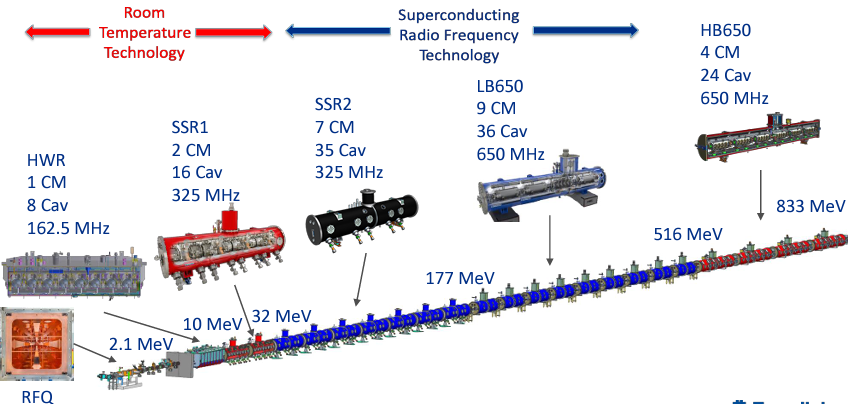 Room
Temperature
Technology
Superconducting
Radio Frequency
Technology
HB650
4 CM
24 Cav
650 MHz
LB650
9 CM
36 Cav
650 MHz
SSR2
7 CM
35 Cav
325 MHz
SSR1
2 CM
16 Cav
325 MHz
HWR
1 CM
8 Cav
162.5 MHz
833 MeV
516 MeV
177 MeV
32 MeV
10 MeV
2.1 MeV
RFQ